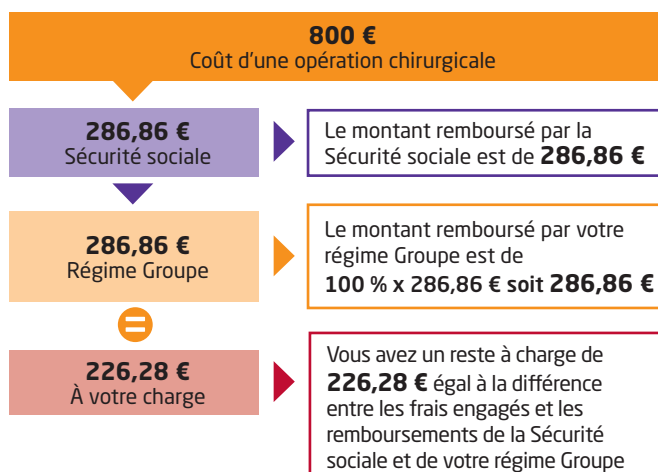 800 €
Coût d'une opération chirurgicale
286,86 €
Sécurité sociale
Le montant remboursé par la
Sécurité sociale est de 286,86 €
286,86 €
Régime Groupe
Le montant remboursé par votre
régime Groupe est de
100 % x 286,86 € soit 286,86 €
=
226,28 €
À votre charge
Vous avez un reste à charge de
226,28 € égal à la différence
entre les frais engagés et les
remboursements de la Sécurité
sociale et de votre régime Groupe